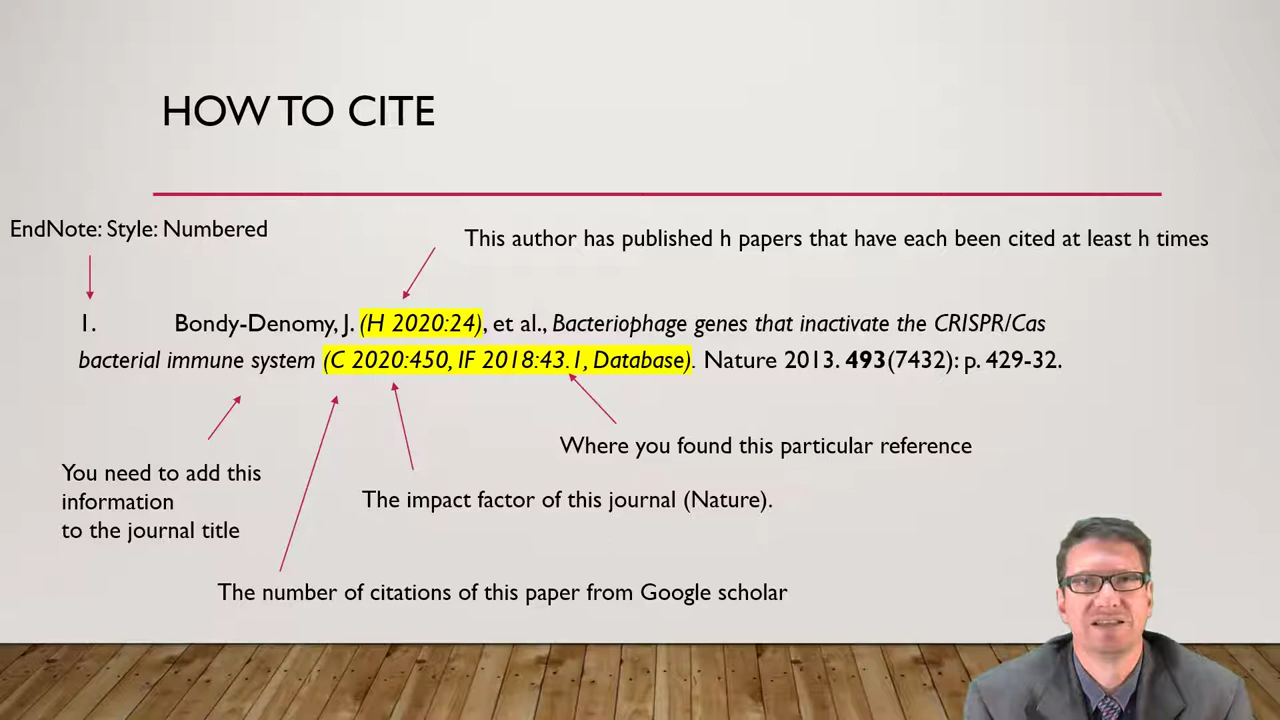 HOW TO CITE
EndNote: Style: Numbered
This author has published h papers that have each been cited at least h times
1. Bondy-Denomy, J. (H 2020:24), et al., Bacteriophage genes that inactivate the CRISPR/Cas
bacterial immune system (C 2020:450, IF 2018:43.1, Database). Nature 2013. 493(7432): p. 429-32.
Where you found this particular reference
You need to add this
information
to the journal title
The impact factor of this journal (Nature).
The number of citations of this paper from Google scholar